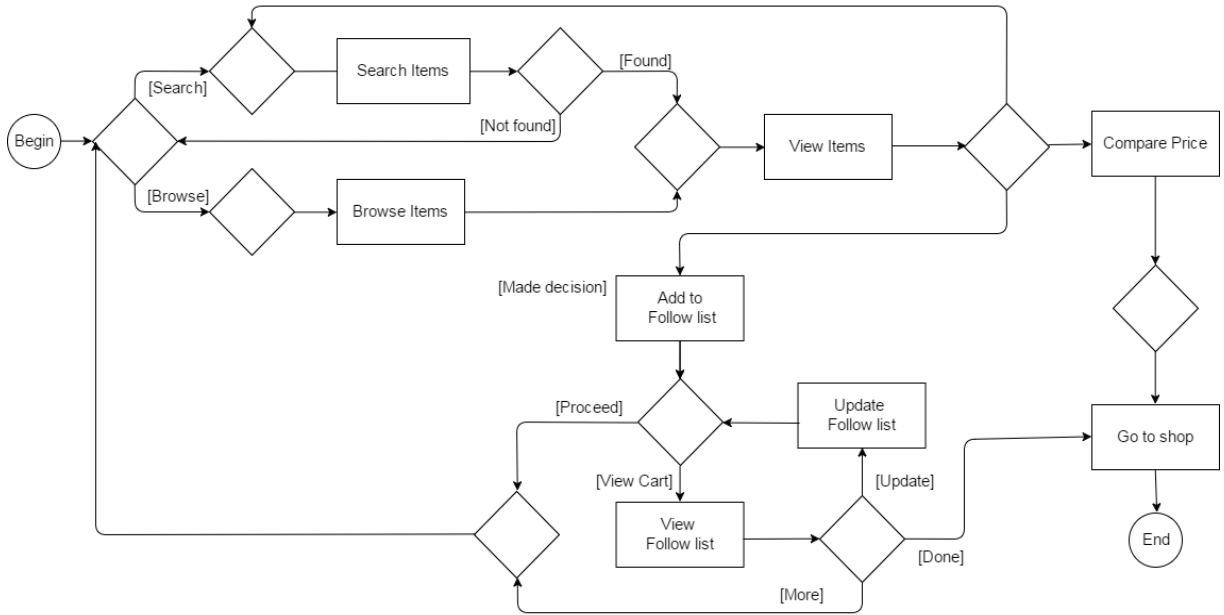 Search Items
[Found]
[Search]
[Not found]
Begin
View Items
Compare Price
[Browse]
Browse Items
[Made decision]
Add to
Follow list
[Proceed]
Update
Follow list
Go to shop
[View Cart]
[Update]
View
Follow list
End
[Done]
[More]